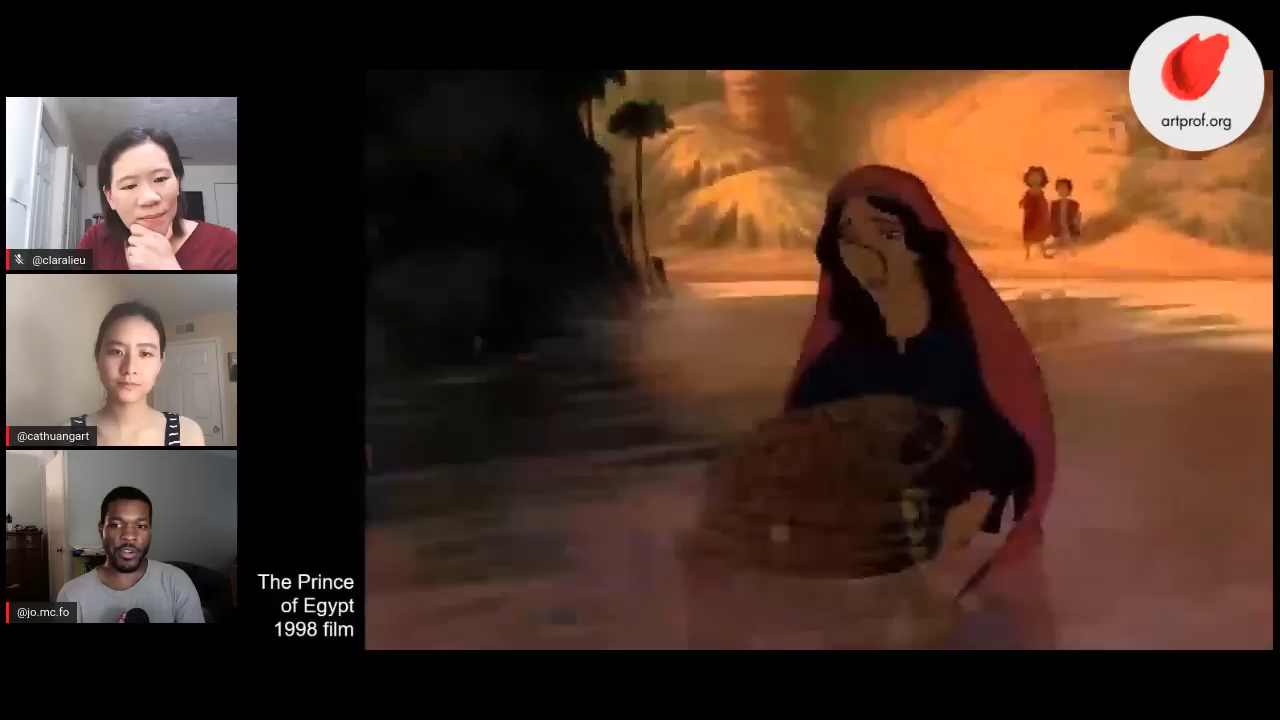 artprof.org
@claralieu
@cathuangart
@jo.mc.fo
The Prince
of Egypt
1998 film